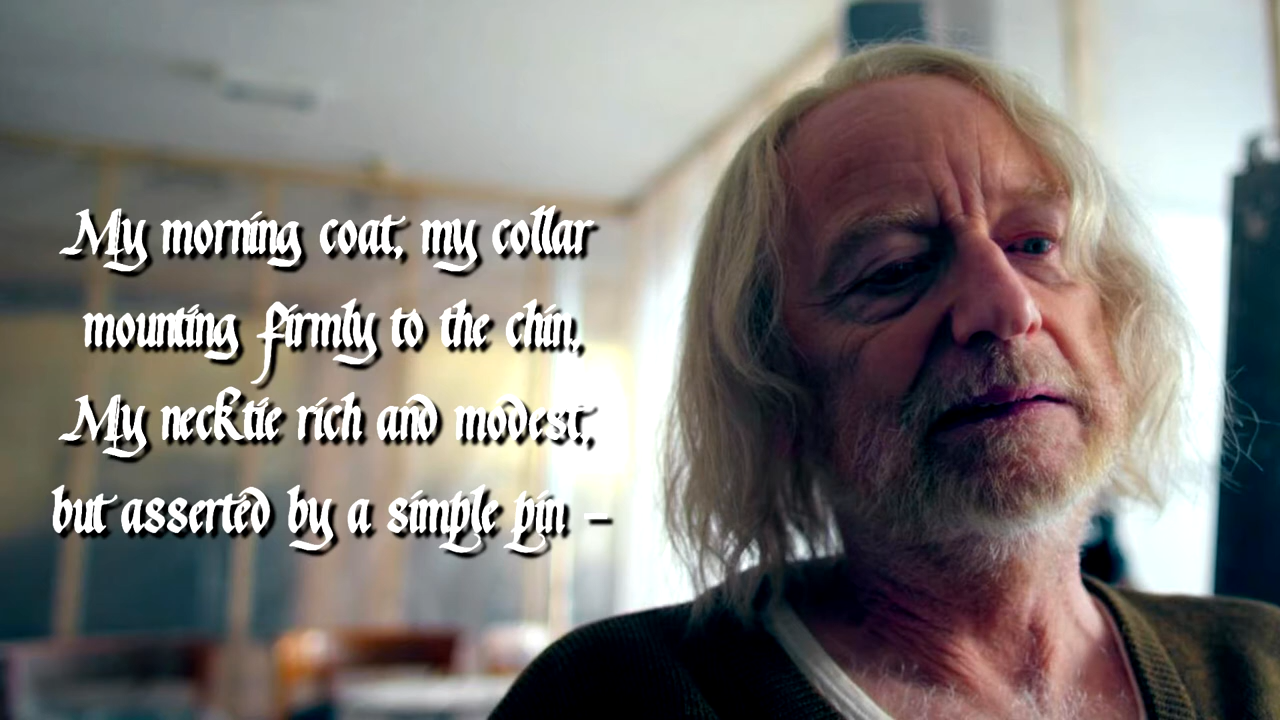 My morning coat, my collar
mounting firmly to the chin,
My necktie rich and modest,
but asserted by a simple pin –